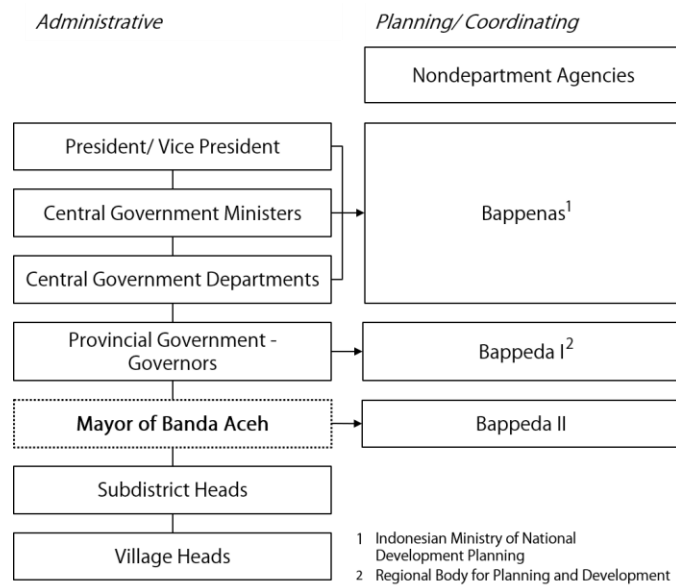 Administrative
Planning/ Coordinating
Nondepartment Agencies
President/ Vice President
Central Government Ministers
Bappenas1
Central Government Departments
Provincial Government -
Governors
Bappeda I2
Mayor of Banda Aceh
Bappeda II
Subdistrict Heads
Village Heads
1 Indonesian Ministry of National
Development Planning
2 Regional Body for Planning and Development